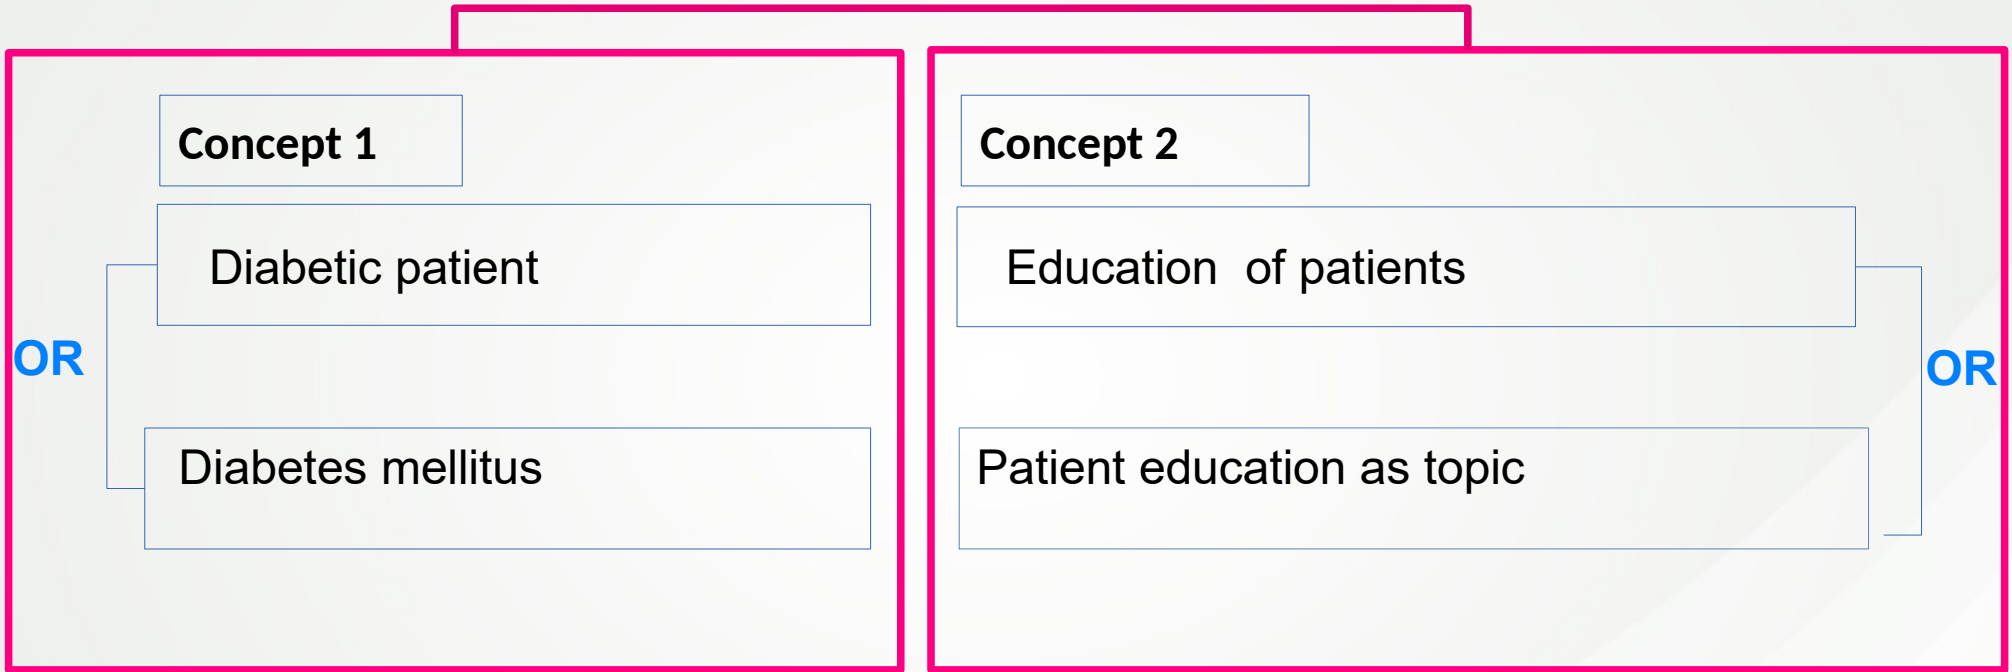 Concept 1
Diabetic patient
OR
Diabetes mellitus
Concept 2
Education  of patients
OR
Patient education as topic